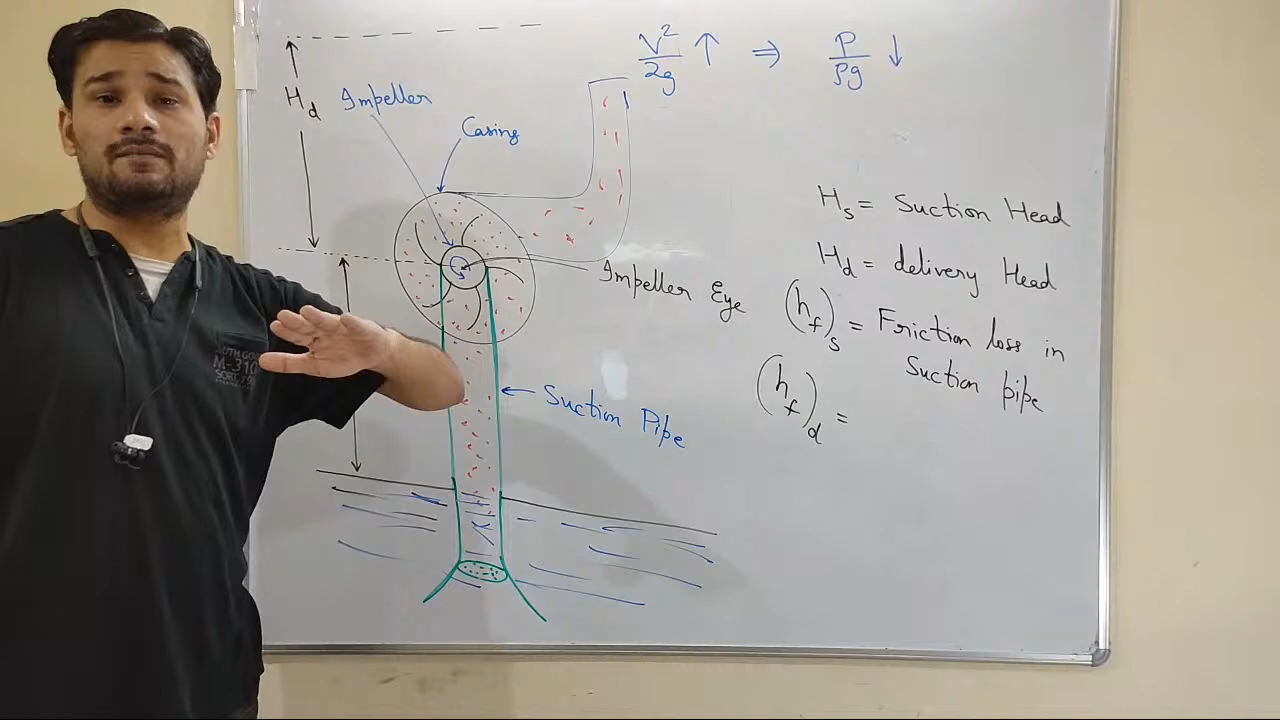 V²/2g ↑ ⇒ P/ρg ↓
Hd
Impeller
Casing
Hs = Suction Head
Hd = delivery Head
Impeller Eye
(hf)s = Friction loss in
Suction pipe
(hf)d =
Suction Pipe
M-310